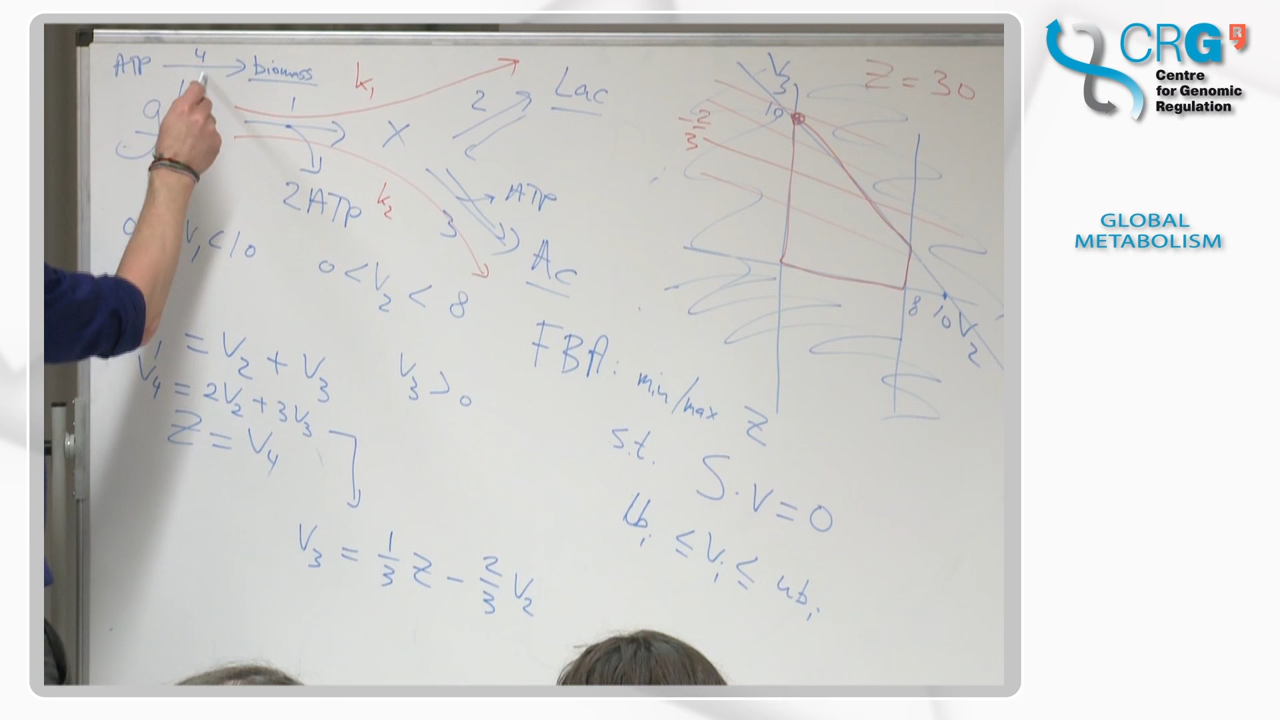 ATP 4→ biomass
k₁
1
2
Lac
X
2ATP
k₂
3
ATP
Ac
V₁ < 10
0 < V₂ < 8
V₁ = V₂ + V₃
V₃ > 0
V₄ = 2V₂ + 3V₃
Z = V₄
V₃ = 1/3 Z - 2/3 V₂
FBA: min/max Z
s.t. S·V = 0
lbᵢ ≤ Vᵢ ≤ ubᵢ
V₃
10
Z = 30
-2/3
8
10
V₂
CRG
Centre
for Genomic
Regulation
GLOBAL
METABOLISM